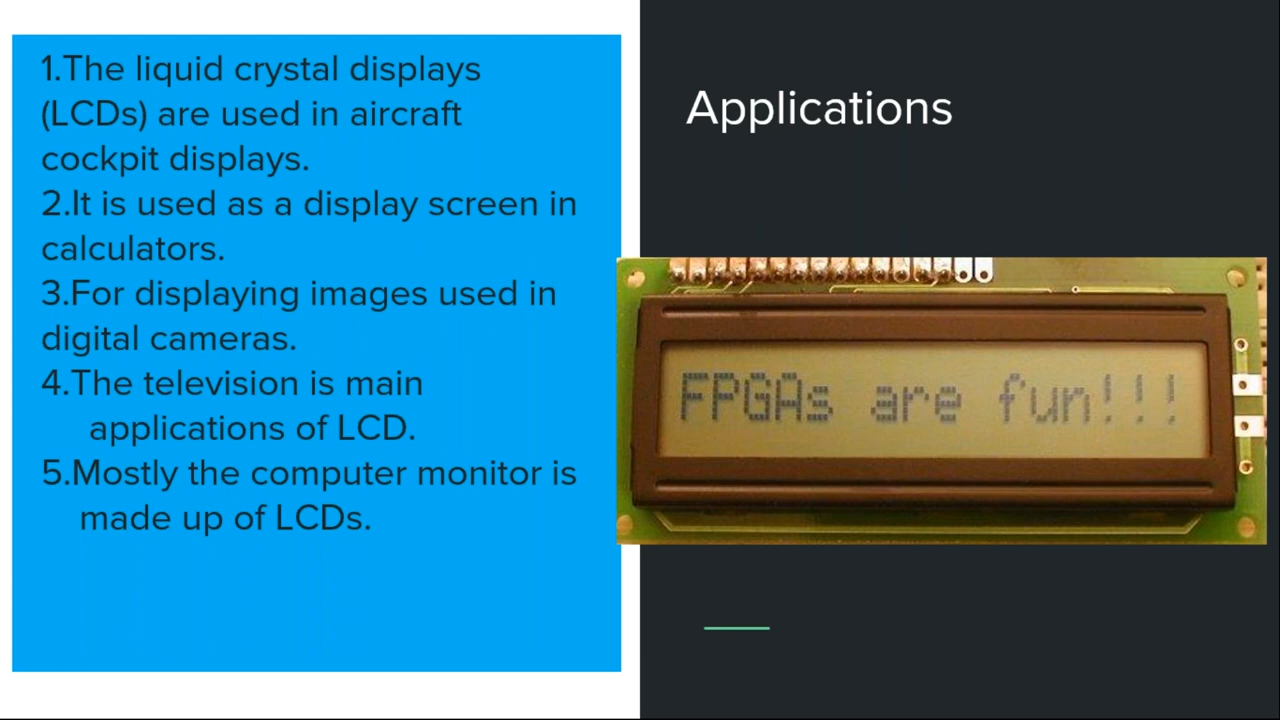 1.The liquid crystal displays
(LCDs) are used in aircraft
cockpit displays.
2.It is used as a display screen in
calculators.
3.For displaying images used in
digital cameras.
4.The television is main
applications of LCD.
5.Mostly the computer monitor is
made up of LCDs.
Applications
FPGAs are fun!!!